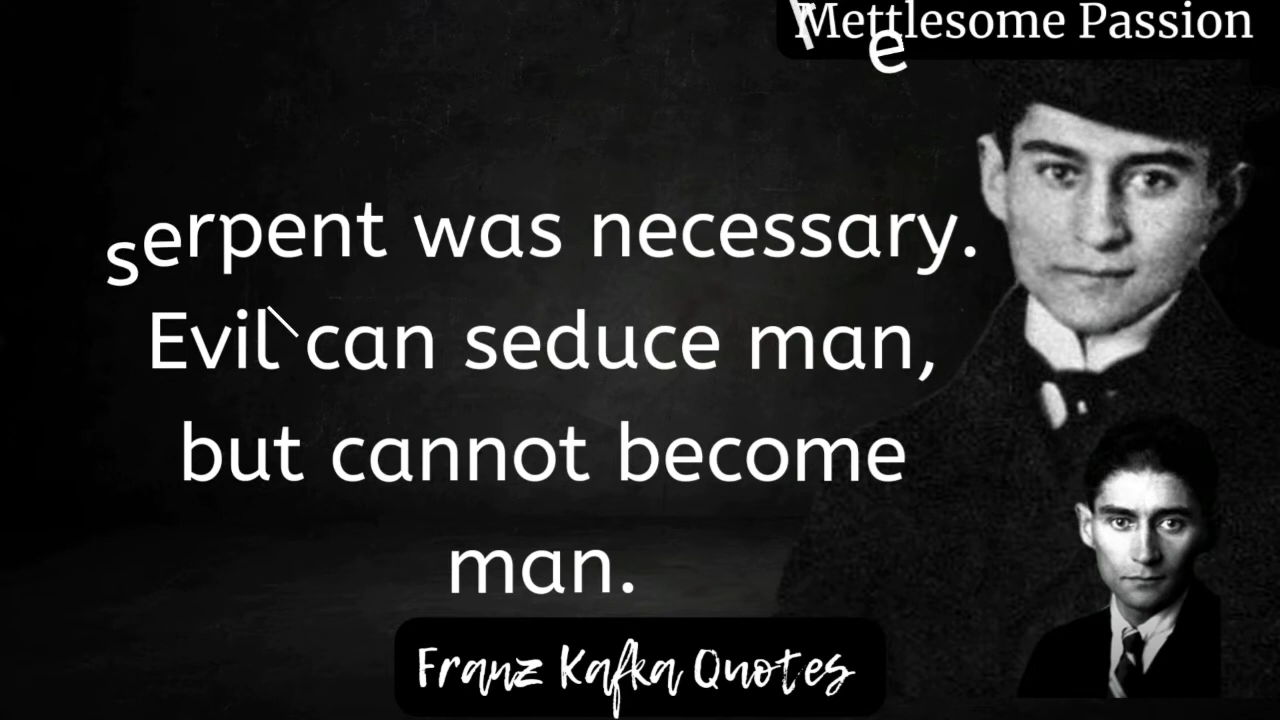 Mettlesome Passion
e
serpent was necessary.
Evil can seduce man,
but cannot become
man.
Franz Kafka Quotes